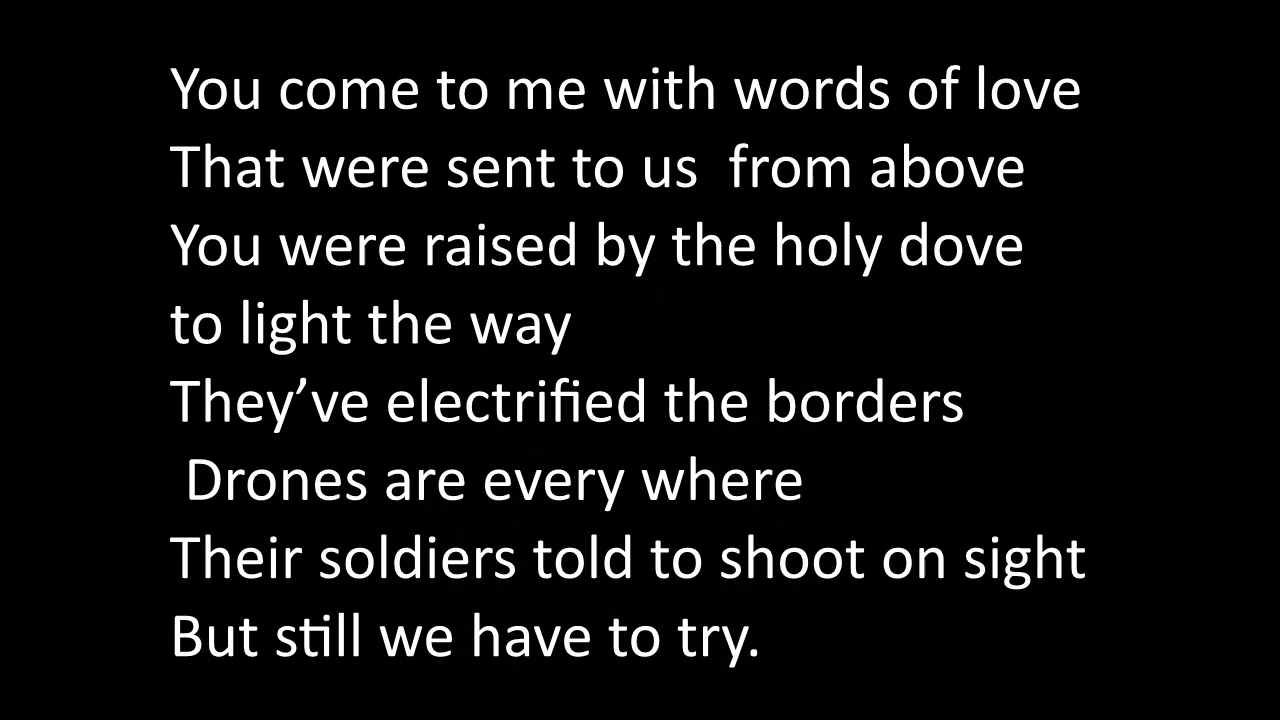 You come to me with words of love
That were sent to us  from above
You were raised by the holy dove
to light the way
They’ve electrified the borders
 Drones are every where
Their soldiers told to shoot on sight
But still we have to try.